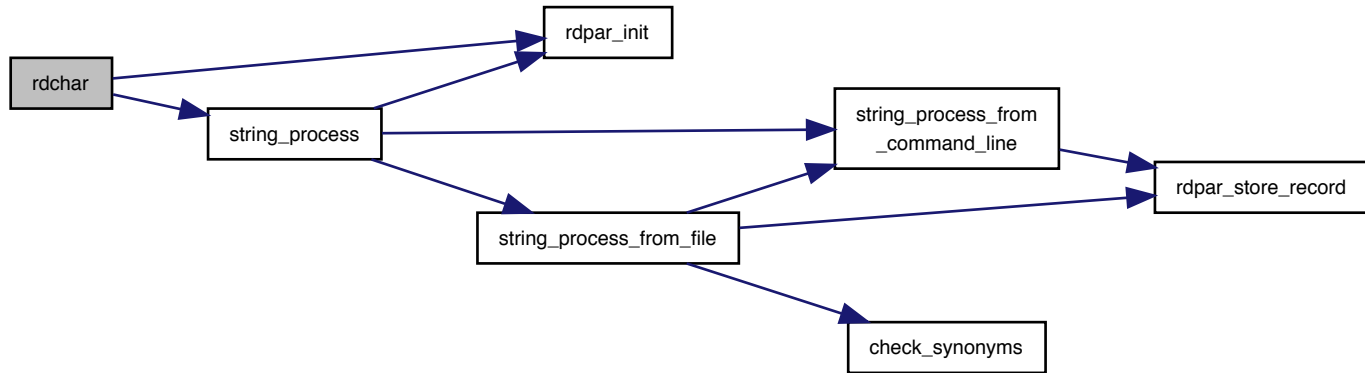 rdchar
string_process
rdpar_init
string_process_from_file
string_process_from
_command_line
check_synonyms
rdpar_store_record